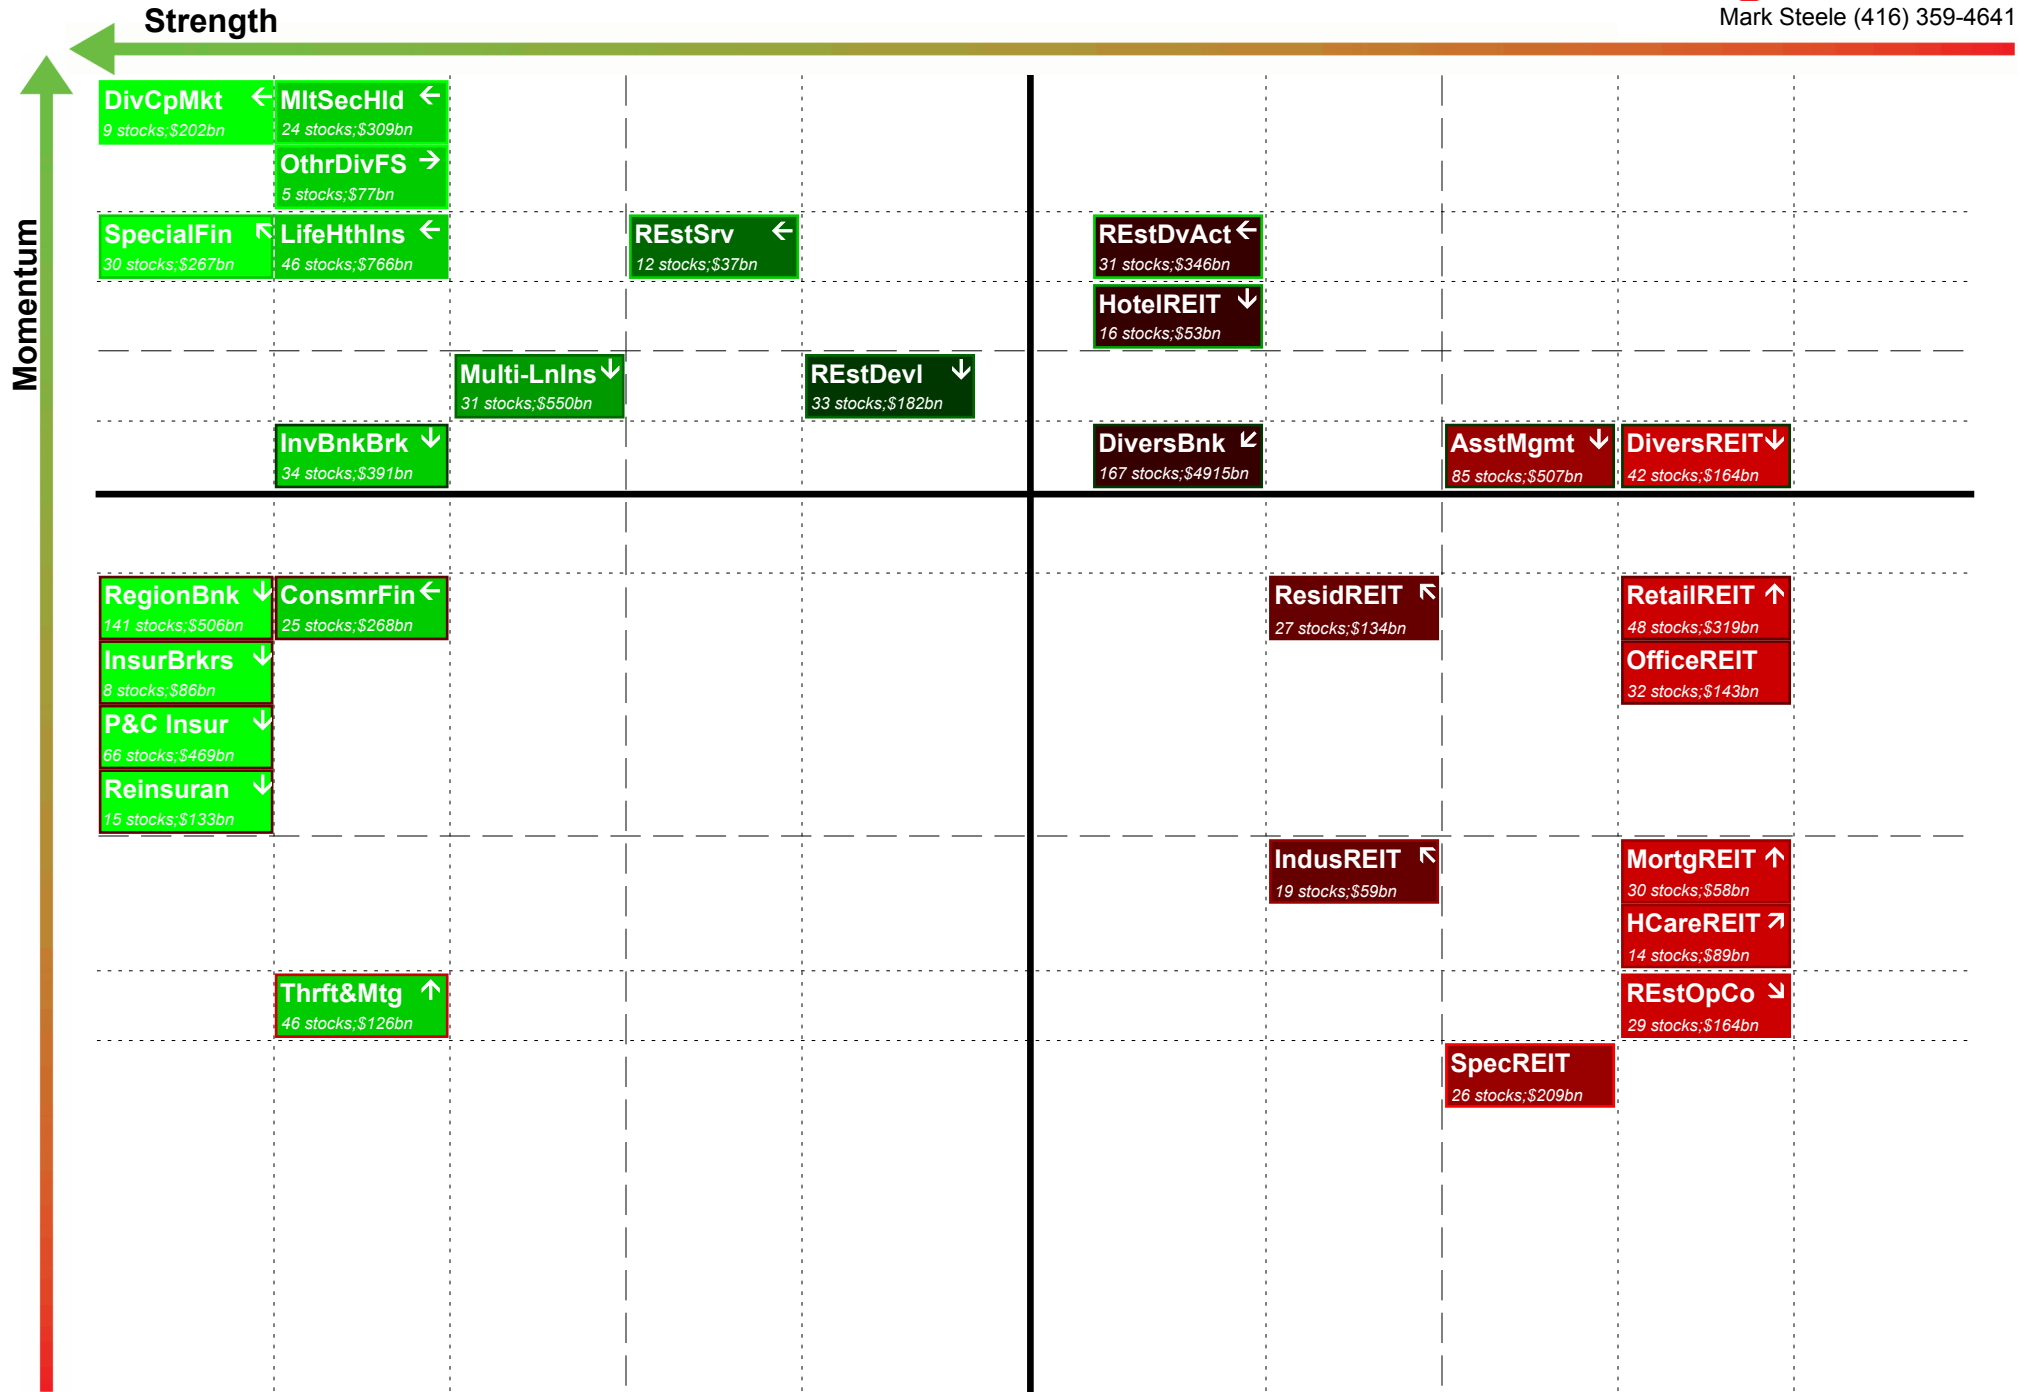 Strength
Mark Steele (416) 359-4641
Momentum
DivCpMkt
9 stocks;$202bn
MltSecHld
24 stocks;$309bn
OthrDivFS
5 stocks;$77bn
SpecialFin
30 stocks;$267bn
LifeHthIns
46 stocks;$766bn
REstSrv
12 stocks;$37bn
REstDvAct
31 stocks;$346bn
HotelREIT
16 stocks;$53bn
Multi-LnIns
31 stocks;$550bn
REstDevl
33 stocks;$182bn
InvBnkBrk
34 stocks;$391bn
DiversBnk
167 stocks;$4915bn
AsstMgmt
85 stocks;$507bn
DiversREIT
42 stocks;$164bn
RegionBnk
141 stocks;$506bn
ConsmrFin
25 stocks;$268bn
ResidREIT
27 stocks;$134bn
RetailREIT
48 stocks;$319bn
InsurBrkrs
8 stocks;$86bn
OfficeREIT
32 stocks;$143bn
P&C Insur
66 stocks;$469bn
Reinsuran
15 stocks;$133bn
IndusREIT
19 stocks;$59bn
MortgREIT
30 stocks;$58bn
HCareREIT
14 stocks;$89bn
Thrft&Mtg
46 stocks;$126bn
REstOpCo
29 stocks;$164bn
SpecREIT
26 stocks;$209bn